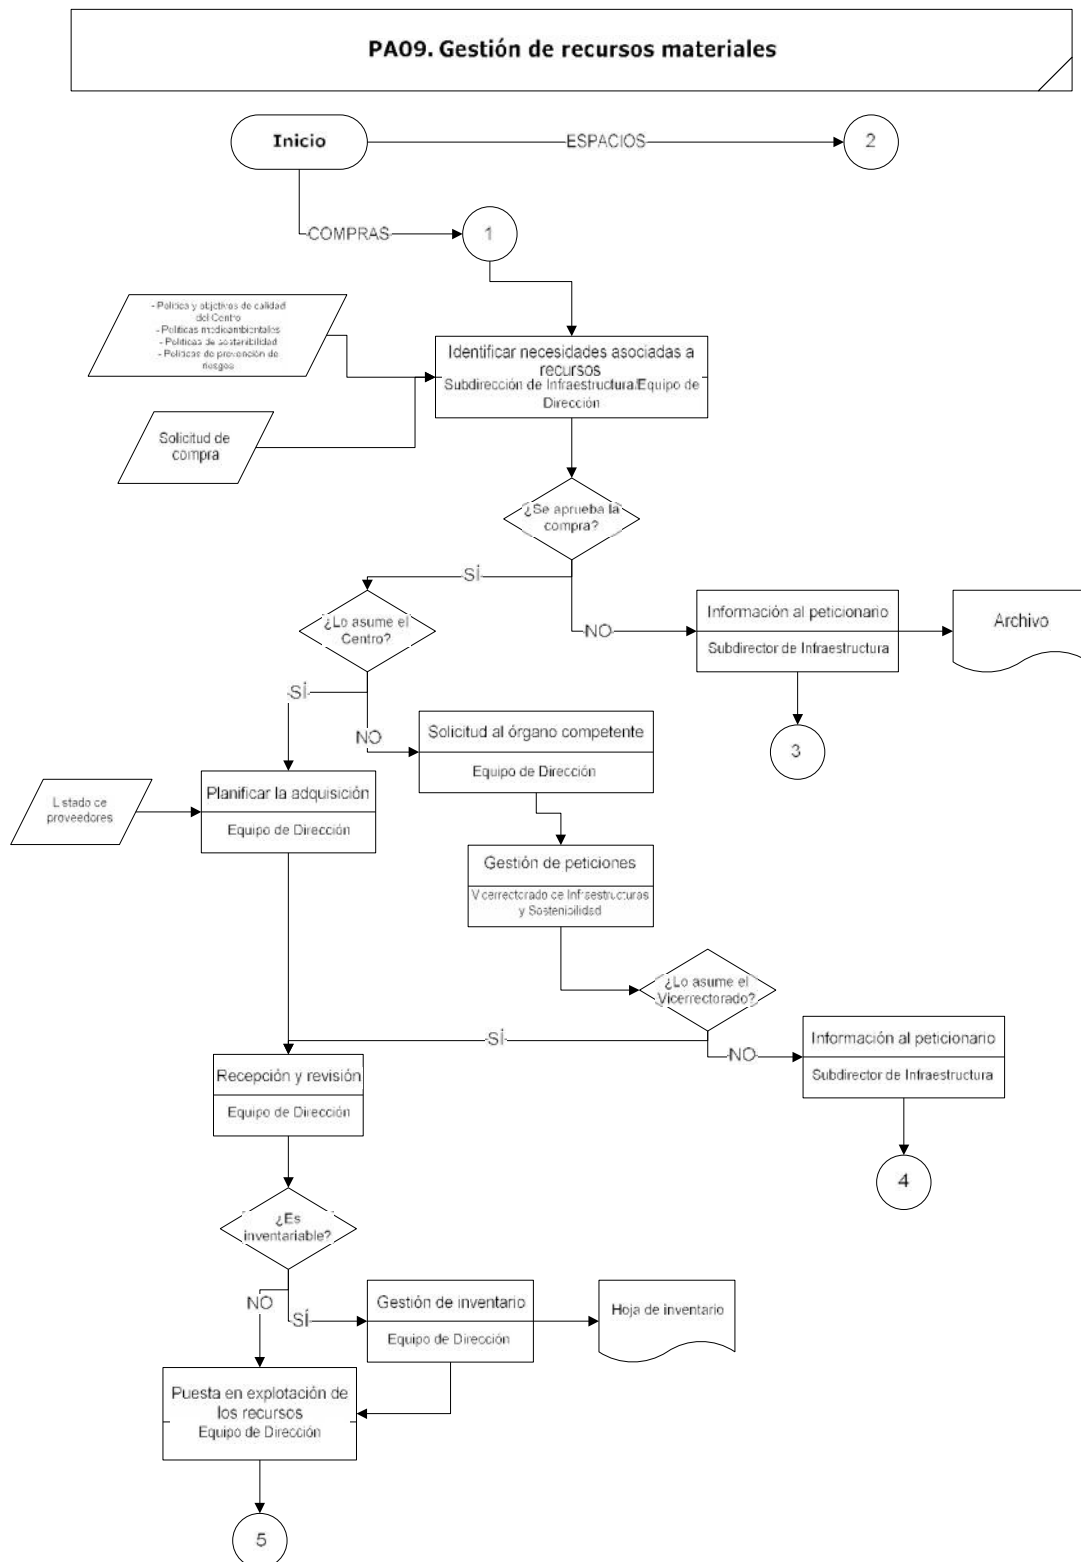 PA09. Gestión de recursos materiales
Inicio
ESPACIOS
2
COMPRAS
1
- Política y objetivos de calidad
del Centro
- Políticas medioambientales
- Políticas de sostenibilidad
- Políticas de prevención de
riesgos
Identificar necesidades asociadas a
recursos
Subdirección de Infraestructura/Equipo de
Dirección
Solicitud de
compra
¿Se aprueba la
compra?
SÍ
¿Lo asume el
Centro?
NO
Información al peticionario
Subdirector de Infraestructura
Archivo
3
SÍ
NO
Solicitud al órgano competente
Equipo de Dirección
Listado de
proveedores
Planificar la adquisición
Equipo de Dirección
Gestión de peticiones
Vicerrectorado de Infraestructuras
y Sostenibilidad
¿Lo asume el
Vicerrectorado?
SÍ
NO
Información al peticionario
Subdirector de Infraestructura
4
Recepción y revisión
Equipo de Dirección
¿Es
inventariable?
NO
SÍ
Gestión de inventario
Equipo de Dirección
Hoja de inventario
Puesta en explotación de
los recursos
Equipo de Dirección
5